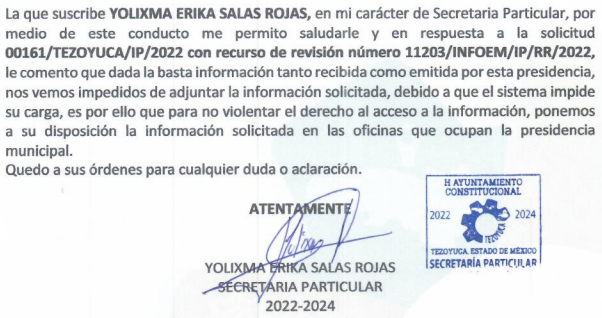 La que suscribe YOLIXMA ERIKA SALAS ROJAS, en mi carácter de Secretaria Particular, por
medio de este conducto me permito saludarle y en respuesta a la solicitud
00161/TEZOYUCA/IP/2022 con recurso de revisión número 11203/INFOEM/IP/RR/2022,
le comento que dada la basta información tanto recibida como emitida por esta presidencia,
nos vemos impedidos de adjuntar la información solicitada, debido a que el sistema impide
su carga, es por ello que para no violentar el derecho al acceso a la información, ponemos
a su disposición la información solicitada en las oficinas que ocupan la presidencia
municipal.
Quedo a sus órdenes para cualquier duda o aclaración.
ATENTAMENTE
YOLIXMA ERIKA SALAS ROJAS
SECRETARIA PARTICULAR
2022-2024
H AYUNTAMIENTO
CONSTITUCIONAL
2022 2024
TEZOYUCA
TEZOYUCA, ESTADO DE MÉXICO
SECRETARÍA PARTICULAR